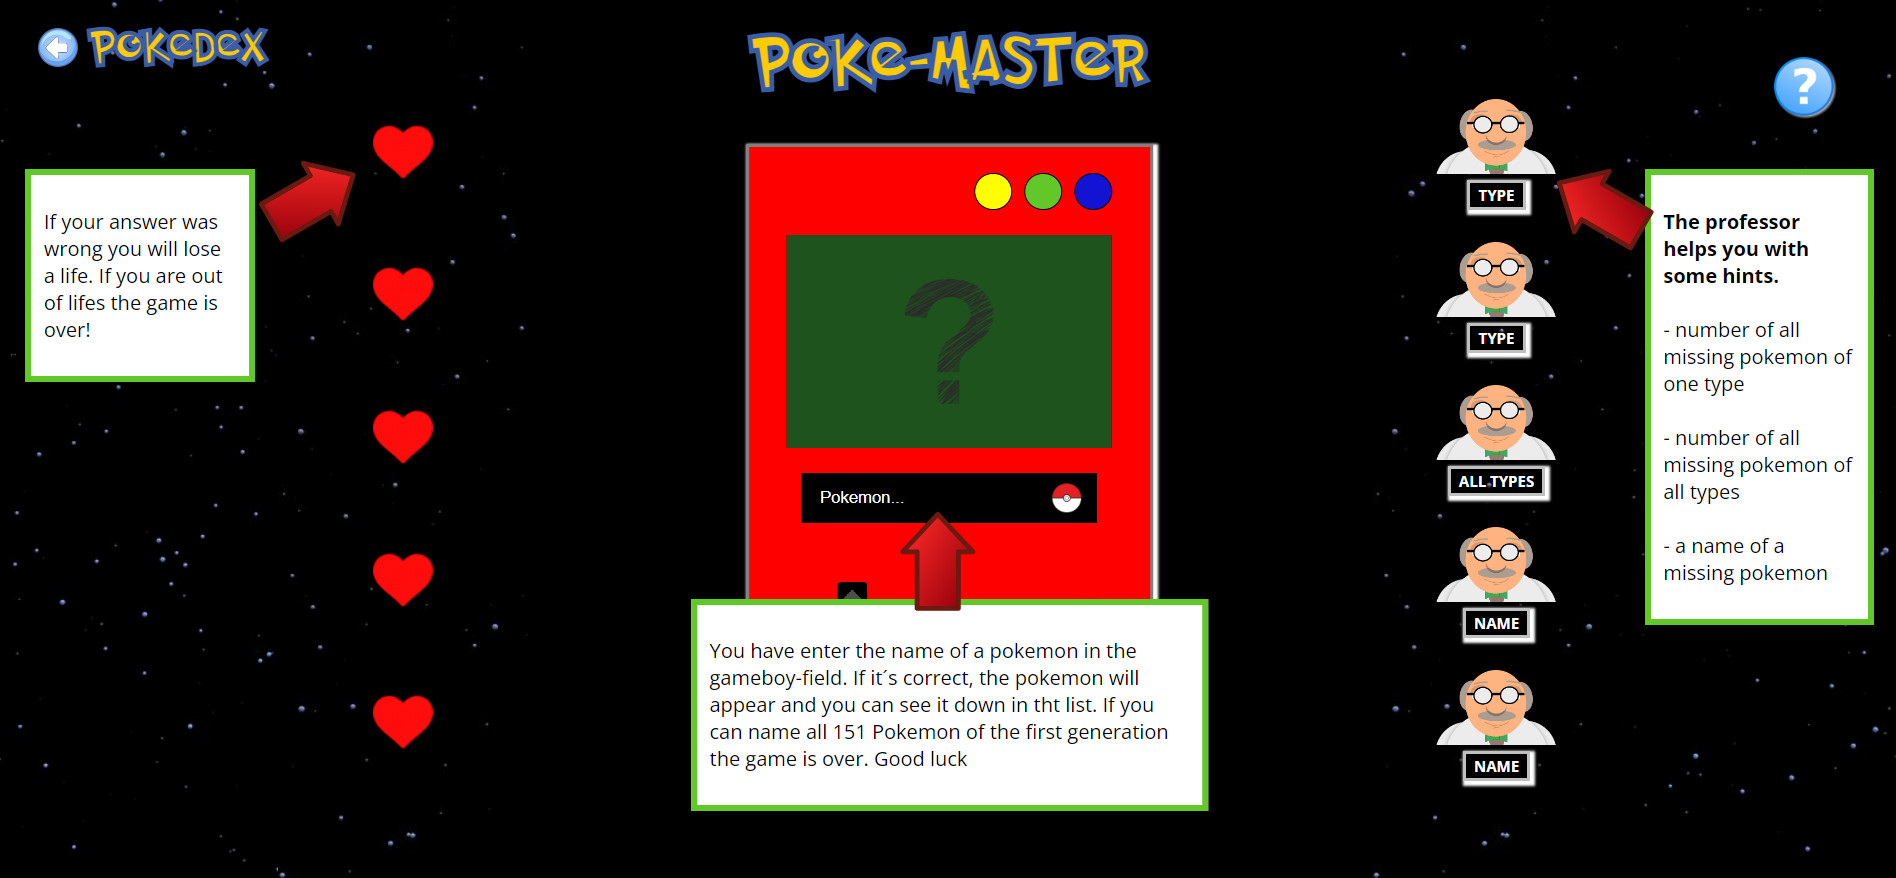 POKeDeX
POKe-MASTeR
?
If your answer was
wrong you will lose
a life. If you are out
of lifes the game is
over!
?
Pokemon...
You have enter the name of a pokemon in the
gameboy-field. If it´s correct, the pokemon will
appear and you can see it down in tht list. If you
can name all 151 Pokemon of the first generation
the game is over. Good luck
TYPE
TYPE
ALL TYPES
NAME
NAME
The professor
helps you with
some hints.
- number of all
missing pokemon of
one type
- number of all
missing pokemon of
all types
- a name of a
missing pokemon